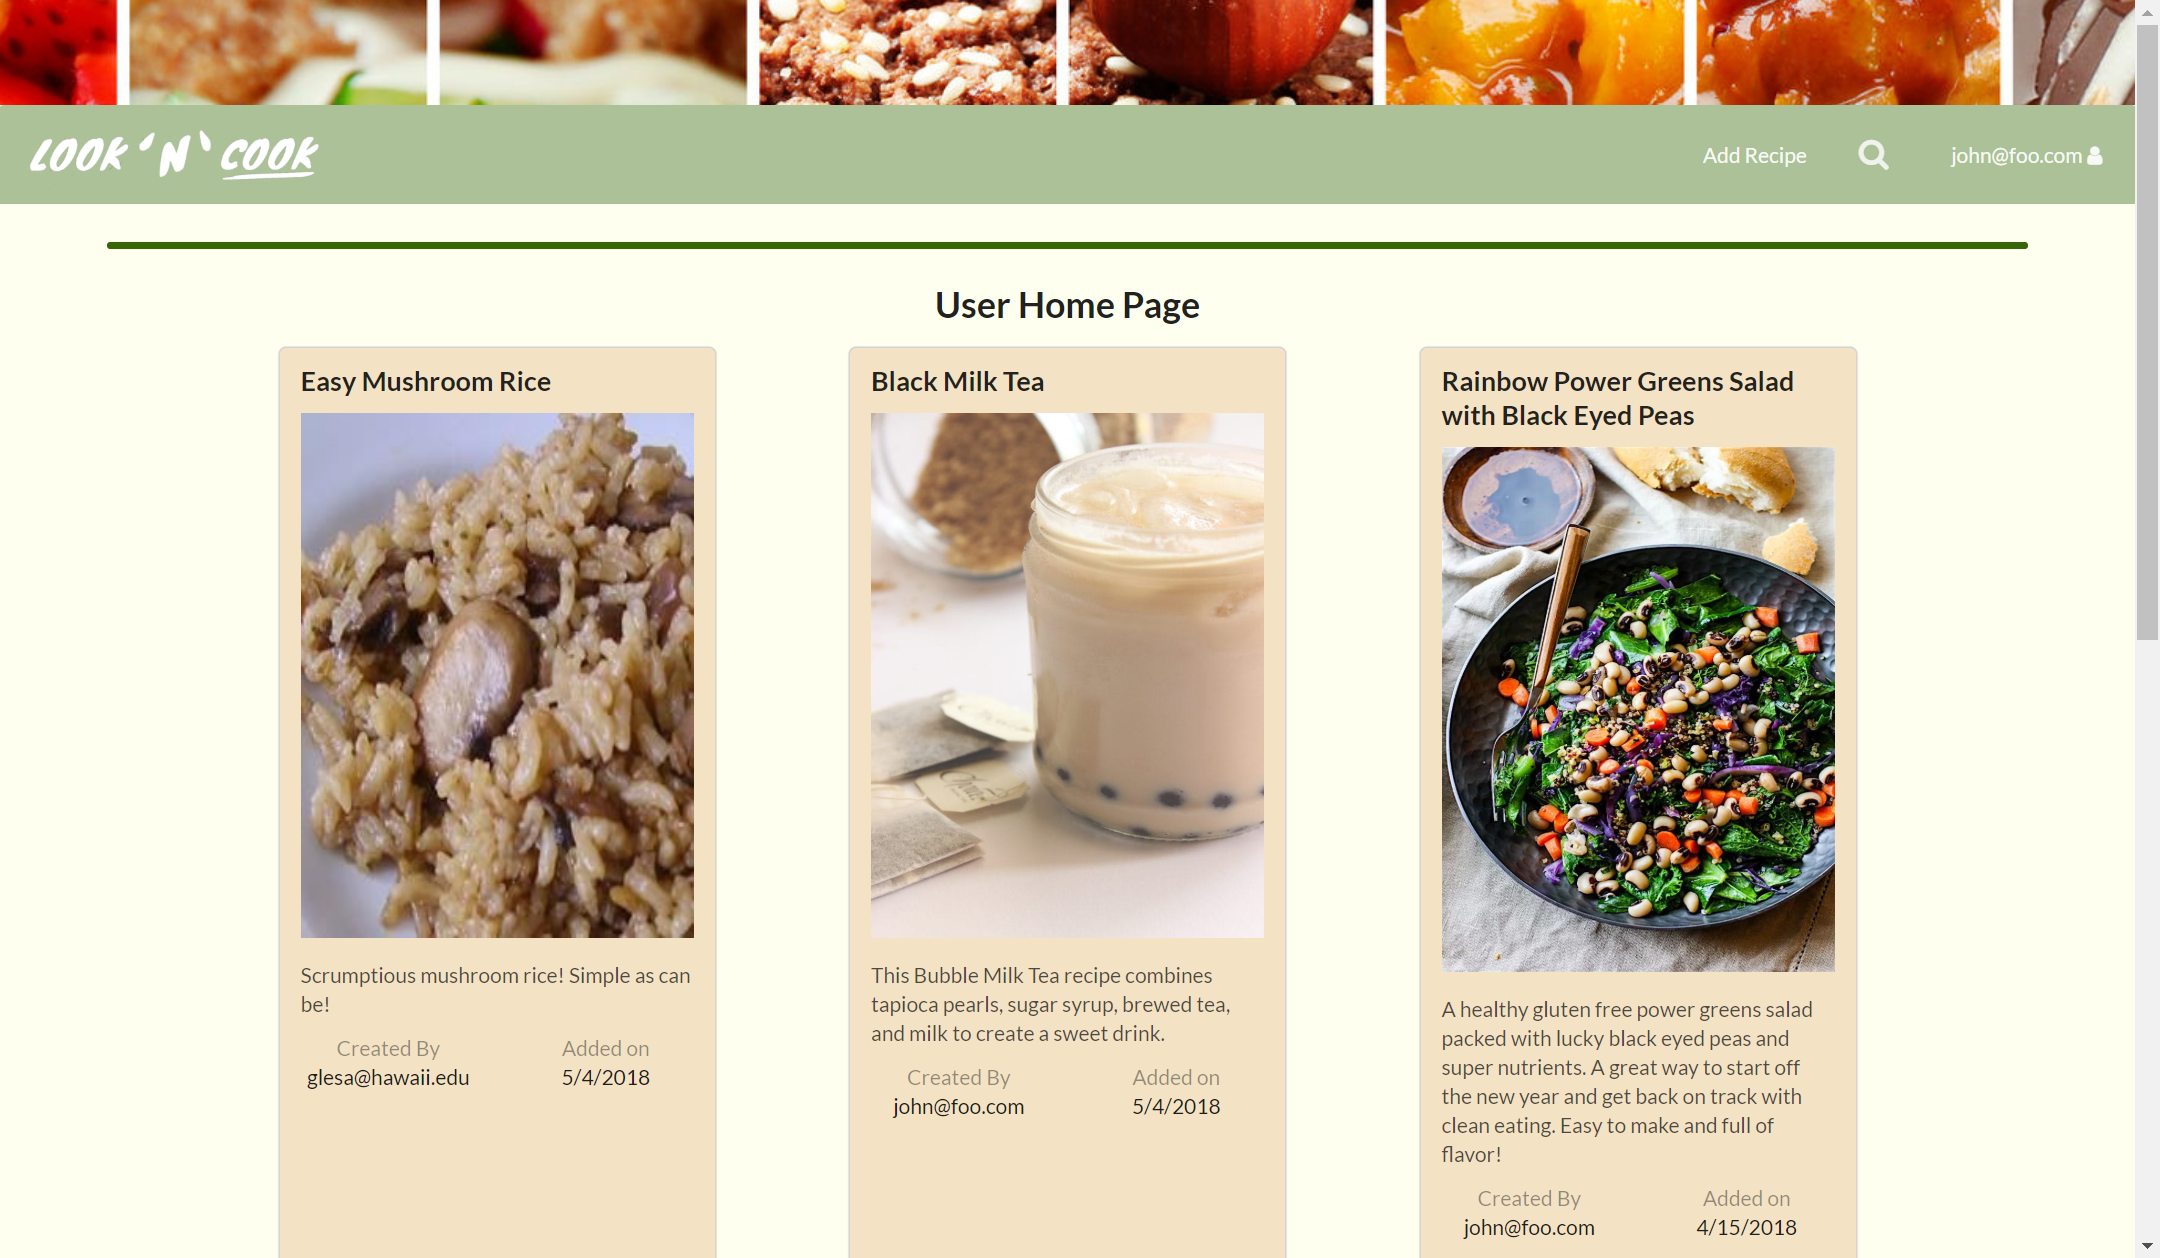 LOOK 'N' COOK
Add Recipe
john@foo.com
User Home Page
Easy Mushroom Rice
Scrumptious mushroom rice! Simple as can
be!
Created By
Added on
glesa@hawaii.edu
5/4/2018
Black Milk Tea
This Bubble Milk Tea recipe combines
tapioca pearls, sugar syrup, brewed tea,
and milk to create a sweet drink.
Created By
Added on
john@foo.com
5/4/2018
Rainbow Power Greens Salad
with Black Eyed Peas
A healthy gluten free power greens salad
packed with lucky black eyed peas and
super nutrients. A great way to start off
the new year and get back on track with
clean eating. Easy to make and full of
flavor!
Created By
Added on
john@foo.com
4/15/2018